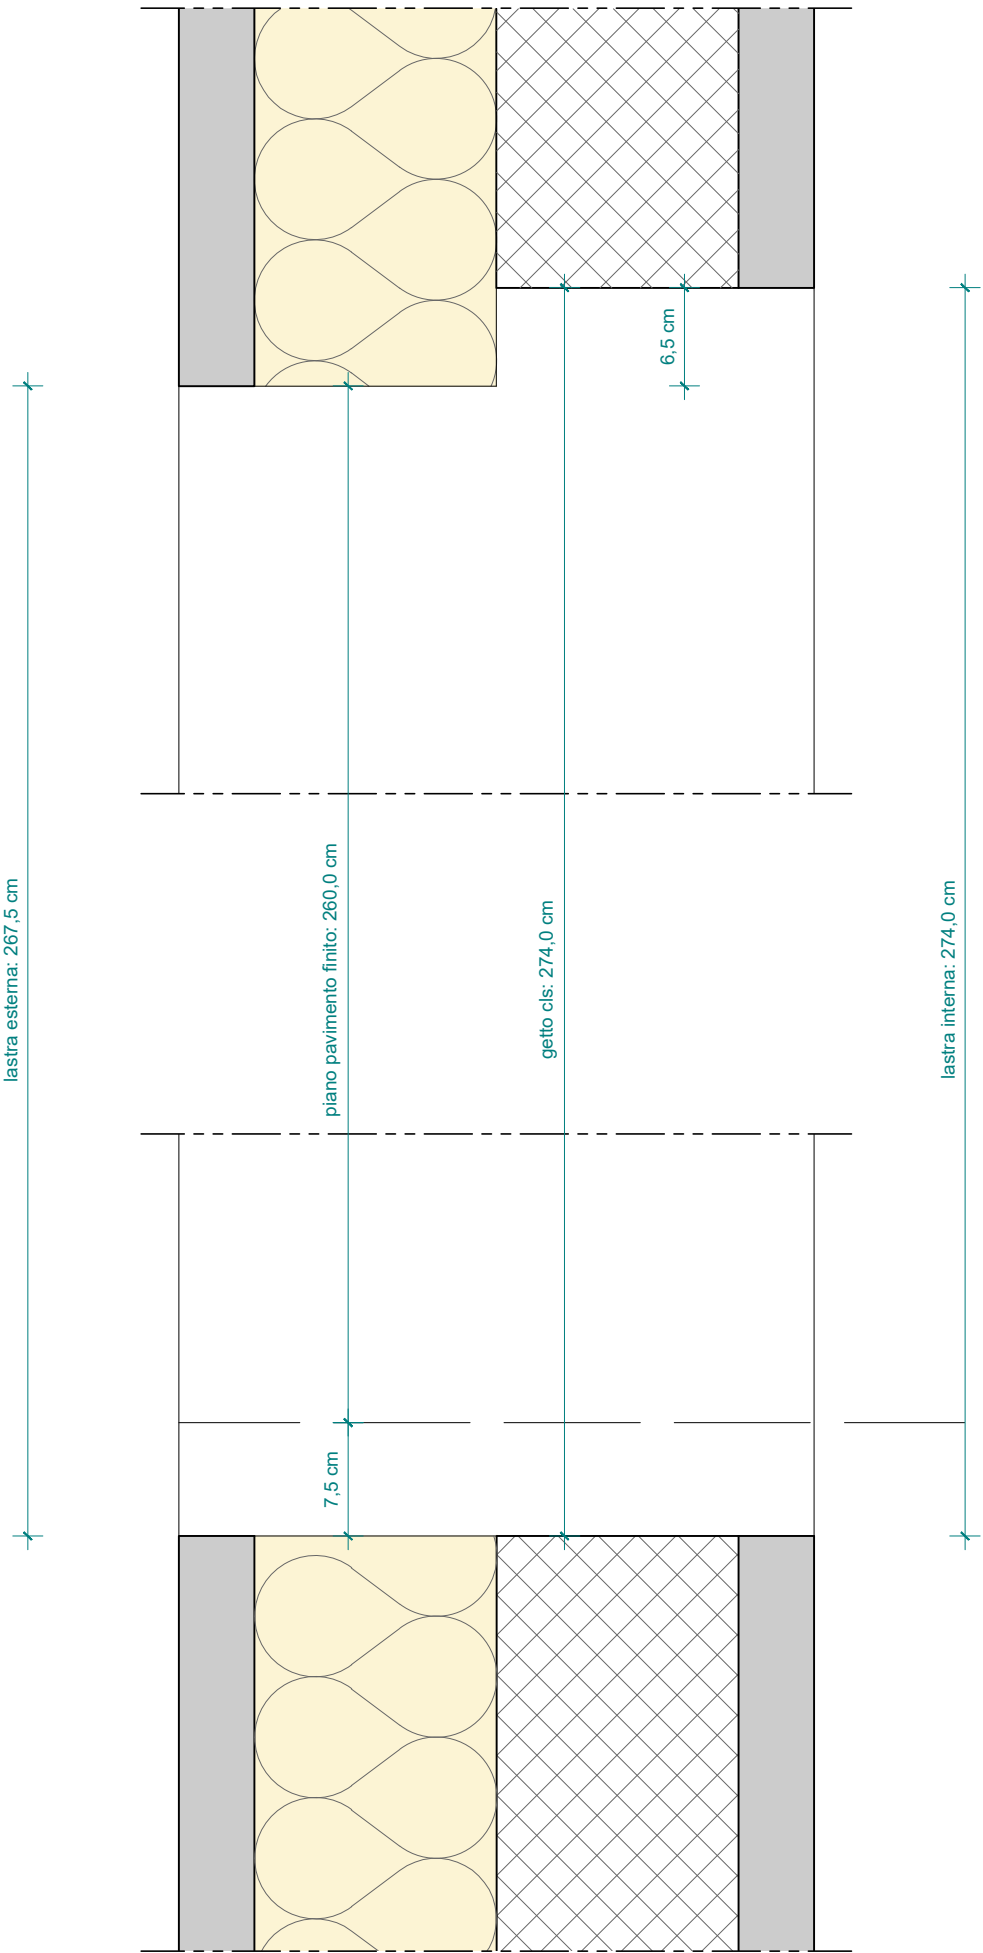 6,5 cm
lastra esterna: 267,5 cm
piano pavimento finito: 260,0 cm
getto cls: 274,0 cm
lastra interna: 274,0 cm
7,5 cm